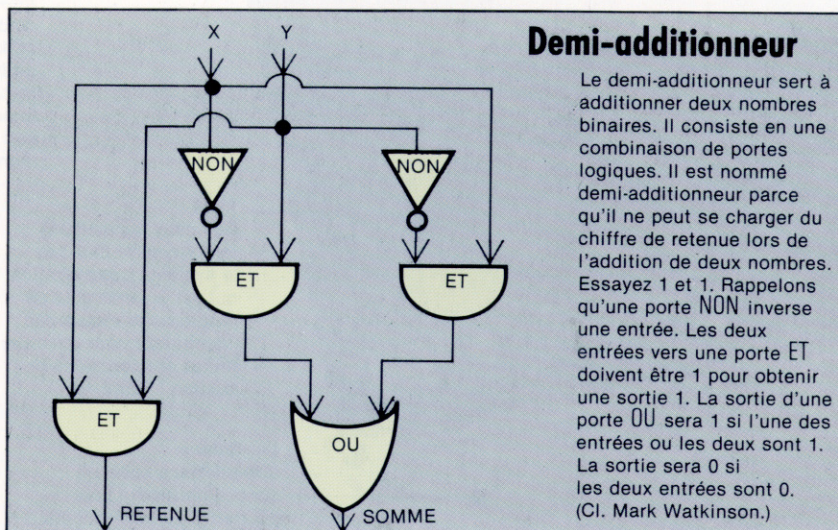 X Y
Demi-additionneur
Le demi-additionneur sert à
additionner deux nombres
binaires. Il consiste en une
combinaison de portes
logiques. Il est nommé
demi-additionneur parce
qu'il ne peut se charger du
chiffre de retenue lors de
l'addition de deux nombres.
Essayez 1 et 1. Rappelons
qu'une porte NON inverse
une entrée. Les deux
entrées vers une porte ET
doivent être 1 pour obtenir
une sortie 1. La sortie d'une
porte OU sera 1 si l'une des
entrées ou les deux sont 1.
La sortie sera 0 si
les deux entrées sont 0.
(Cl. Mark Watkinson.)
NON NON
ET ET
ET
OU
RETENUE SOMME